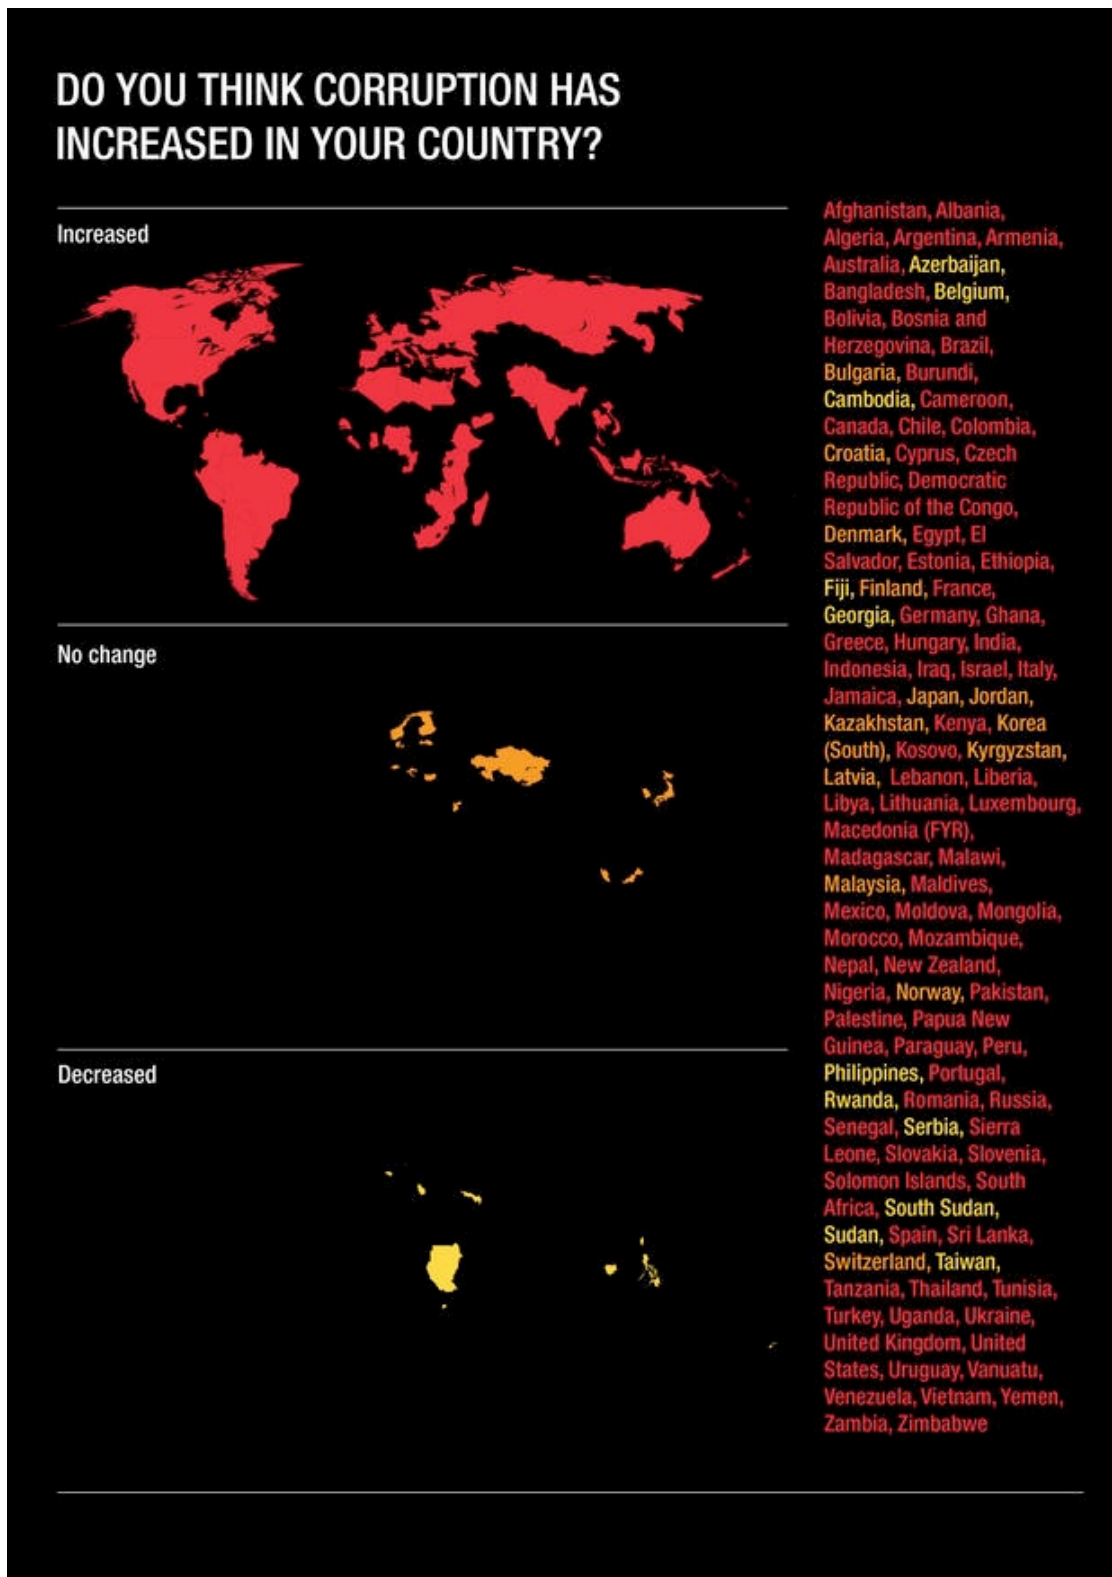 DO YOU THINK CORRUPTION HAS
INCREASED IN YOUR COUNTRY?
Increased
No change
Decreased
Afghanistan, Albania,
Algeria, Argentina, Armenia,
Australia, Azerbaijan,
Bangladesh, Belgium,
Bolivia, Bosnia and
Herzegovina, Brazil,
Bulgaria, Burundi,
Cambodia, Cameroon,
Canada, Chile, Colombia,
Croatia, Cyprus, Czech
Republic, Democratic
Republic of the Congo,
Denmark, Egypt, El
Salvador, Estonia, Ethiopia,
Fiji, Finland, France,
Georgia, Germany, Ghana,
Greece, Hungary, India,
Indonesia, Iraq, Israel, Italy,
Jamaica, Japan, Jordan,
Kazakhstan, Kenya, Korea
(South), Kosovo, Kyrgyzstan,
Latvia, Lebanon, Liberia,
Libya, Lithuania, Luxembourg,
Macedonia (FYR),
Madagascar, Malawi,
Malaysia, Maldives,
Mexico, Moldova, Mongolia,
Morocco, Mozambique,
Nepal, New Zealand,
Nigeria, Norway, Pakistan,
Palestine, Papua New
Guinea, Paraguay, Peru,
Philippines, Portugal,
Rwanda, Romania, Russia,
Senegal, Serbia, Sierra
Leone, Slovakia, Slovenia,
Solomon Islands, South
Africa, South Sudan,
Sudan, Spain, Sri Lanka,
Switzerland, Taiwan,
Tanzania, Thailand, Tunisia,
Turkey, Uganda, Ukraine,
United Kingdom, United
States, Uruguay, Vanuatu,
Venezuela, Vietnam, Yemen,
Zambia, Zimbabwe